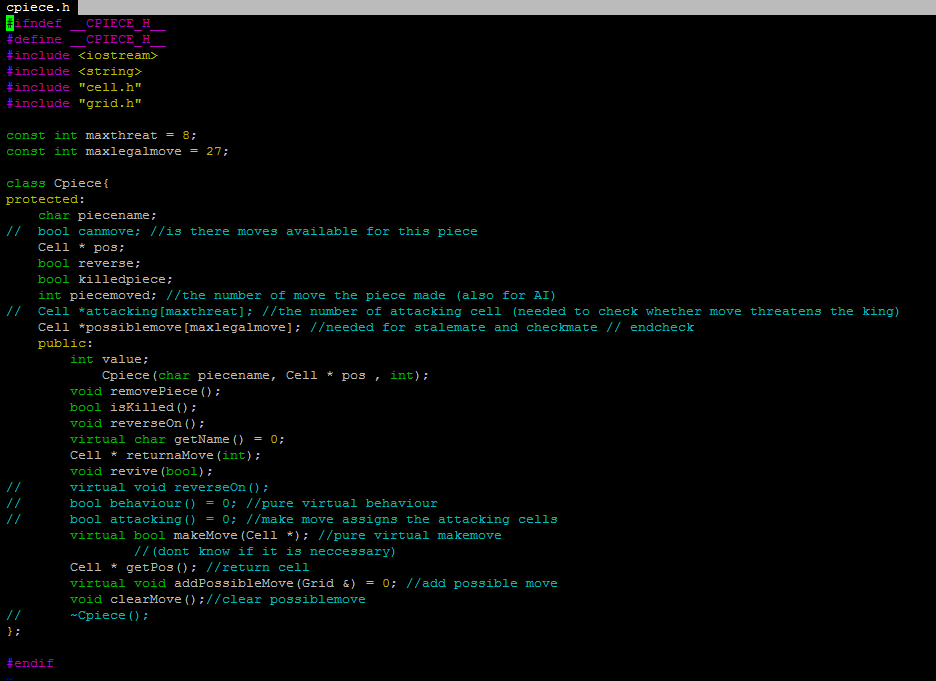 cpiece.h
#ifndef __CPIECE_H__
#define __CPIECE_H__
#include <iostream>
#include <string>
#include "cell.h"
#include "grid.h"
const int maxthreat = 8;
const int maxlegalmove = 27;
class Cpiece{
protected:
    char piecename;
//  bool canmove; //is there moves available for this piece
    Cell * pos;
    bool reverse;
    bool killedpiece;
    int piecemoved; //the number of move the piece made (also for AI)
//  Cell *attacking[maxthreat]; //the number of attacking cell (needed to check whether move threatens the king)
    Cell *possiblemove[maxlegalmove]; //needed for stalemate and checkmate // endcheck
    public:
        int value;
            Cpiece(char piecename, Cell * pos , int);
        void removePiece();
        bool isKilled();
        void reverseOn();
        virtual char getName() = 0;
        Cell * returnaMove(int);
        void revive(bool);
//      virtual void reverseOn();
//      bool behaviour() = 0; //pure virtual behaviour
//      bool attacking() = 0; //make move assigns the attacking cells
        virtual bool makeMove(Cell *); //pure virtual makemove
                //(dont know if it is neccessary)
        Cell * getPos(); //return cell
        virtual void addPossibleMove(Grid &) = 0; //add possible move
        void clearMove();//clear possiblemove
//      ~Cpiece();
};
#endif